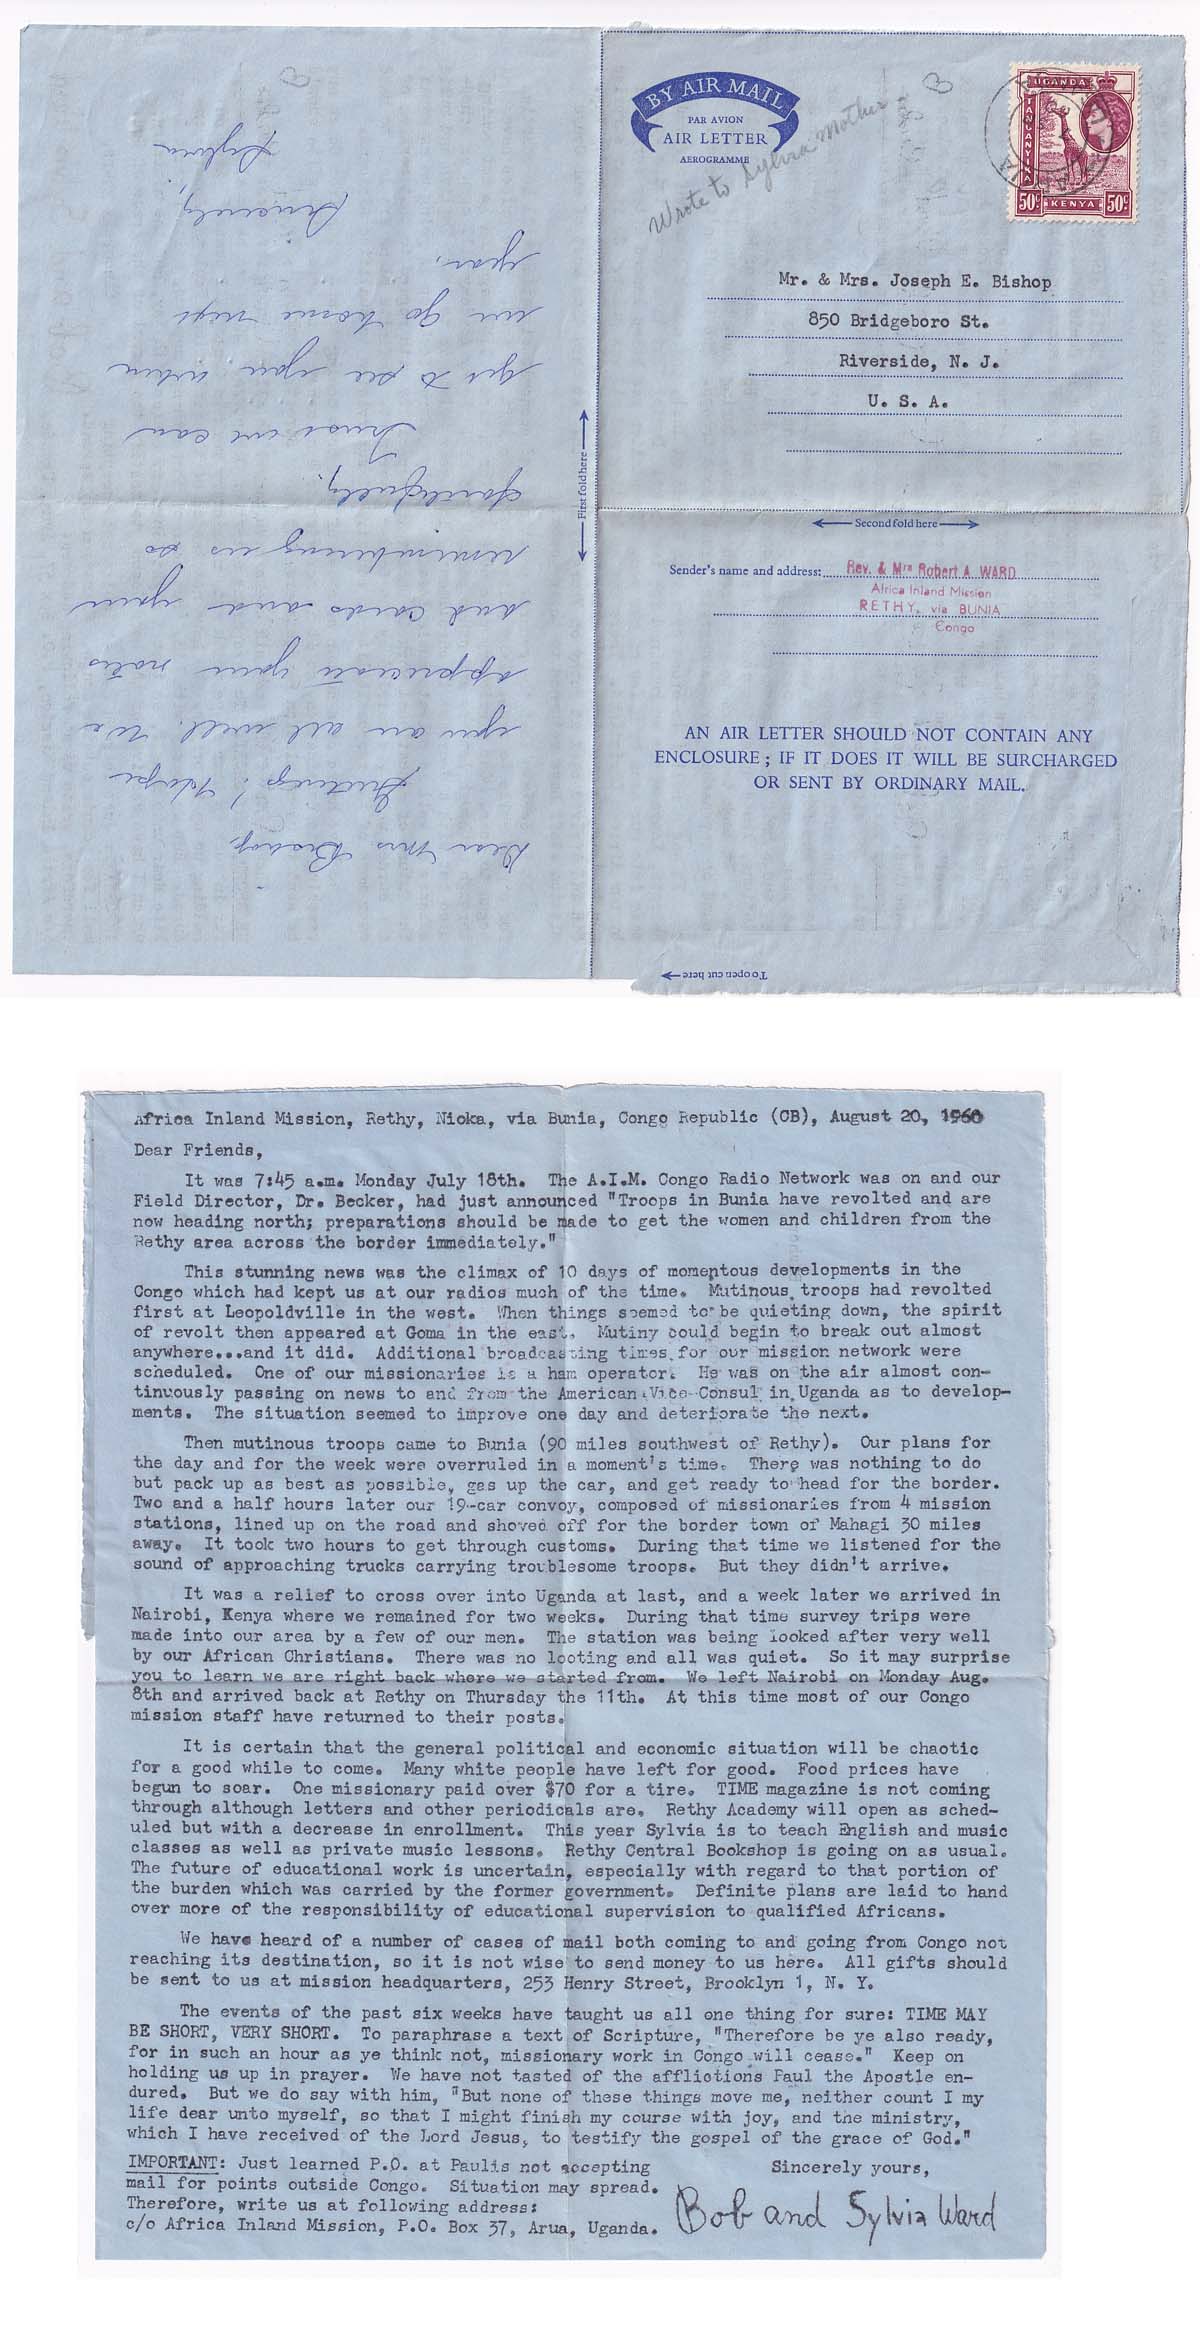 BY AIR MAIL
PAR AVION
AIR LETTER
AEROGRAMME
Wrote to Sylvia Mother
UGANDA
TANGANYIKA
50c KENYA 50c
Mr. & Mrs. Joseph E. Bishop
850 Bridgeboro St.
Riverside, N. J.
U. S. A.
First fold here
Second fold here
Sender's name and address: Rev. & Mrs Robert A. WARD
Africa Inland Mission
RETHY, via BUNIA
Congo
AN AIR LETTER SHOULD NOT CONTAIN ANY
ENCLOSURE; IF IT DOES IT WILL BE SURCHARGED
OR SENT BY ORDINARY MAIL.
To open cut here
Dear Mrs Bishop,
Greetings! Hope
you are all well. We
appreciate your notes
and cards and your
remembering us so
faithfully.
Trust we can
get to see you when
we go home next
year.
Sincerely,
Sylvia
Africa Inland Mission, Rethy, Nioka, via Bunia, Congo Republic (CB), August 20, 1960
Dear Friends,
It was 7:45 a.m. Monday July 18th. The A.I.M. Congo Radio Network was on and our
Field Director, Dr. Becker, had just announced "Troops in Bunia have revolted and are
now heading north; preparations should be made to get the women and children from the
Rethy area across the border immediately."
This stunning news was the climax of 10 days of momentous developments in the
Congo which had kept us at our radios much of the time. Mutinous troops had revolted
first at Leopoldville in the west. When things seemed to be quieting down, the spirit
of revolt then appeared at Goma in the east. Mutiny could begin to break out almost
anywhere...and it did. Additional broadcasting times for our mission network were
scheduled. One of our missionaries is a ham operator. He was on the air almost con-
tinuously passing on news to and from the American Vice-Consul in Uganda as to develop-
ments. The situation seemed to improve one day and deteriorate the next.
Then mutinous troops came to Bunia (90 miles southwest of Rethy). Our plans for
the day and for the week were overruled in a moment's time. There was nothing to do
but pack up as best as possible, gas up the car, and get ready to head for the border.
Two and a half hours later our 19-car convoy, composed of missionaries from 4 mission
stations, lined up on the road and shoved off for the border town of Mahagi 30 miles
away. It took two hours to get through customs. During that time we listened for the
sound of approaching trucks carrying troublesome troops. But they didn't arrive.
It was a relief to cross over into Uganda at last, and a week later we arrived in
Nairobi, Kenya where we remained for two weeks. During that time survey trips were
made into our area by a few of our men. The station was being looked after very well
by our African Christians. There was no looting and all was quiet. So it may surprise
you to learn we are right back where we started from. We left Nairobi on Monday Aug.
8th and arrived back at Rethy on Thursday the 11th. At this time most of our Congo
mission staff have returned to their posts.
It is certain that the general political and economic situation will be chaotic
for a good while to come. Many white people have left for good. Food prices have
begun to soar. One missionary paid over $70 for a tire. TIME magazine is not coming
through although letters and other periodicals are. Rethy Academy will open as sched-
uled but with a decrease in enrollment. This year Sylvia is to teach English and music
classes as well as private music lessons. Rethy Central Bookshop is going on as usual.
The future of educational work is uncertain, especially with regard to that portion of
the burden which was carried by the former government. Definite plans are laid to hand
over more of the responsibility of educational supervision to qualified Africans.
We have heard of a number of cases of mail both coming to and going from Congo not
reaching its destination, so it is not wise to send money to us here. All gifts should
be sent to us at mission headquarters, 253 Henry Street, Brooklyn 1, N. Y.
The events of the past six weeks have taught us all one thing for sure: TIME MAY
BE SHORT, VERY SHORT. To paraphrase a text of Scripture, "Therefore be ye also ready,
for in such an hour as ye think not, missionary work in Congo will cease." Keep on
holding us up in prayer. We have not tasted of the afflictions Paul the Apostle en-
dured. But we do say with him, "But none of these things move me, neither count I my
life dear unto myself, so that I might finish my course with joy, and the ministry,
which I have received of the Lord Jesus, to testify the gospel of the grace of God."
IMPORTANT: Just learned P.O. at Paulis not accepting
mail for points outside Congo. Situation may spread.
Therefore, write us at following address:
c/o Africa Inland Mission, P.O. Box 37, Arua, Uganda.
Sincerely yours,
Bob and Sylvia Ward